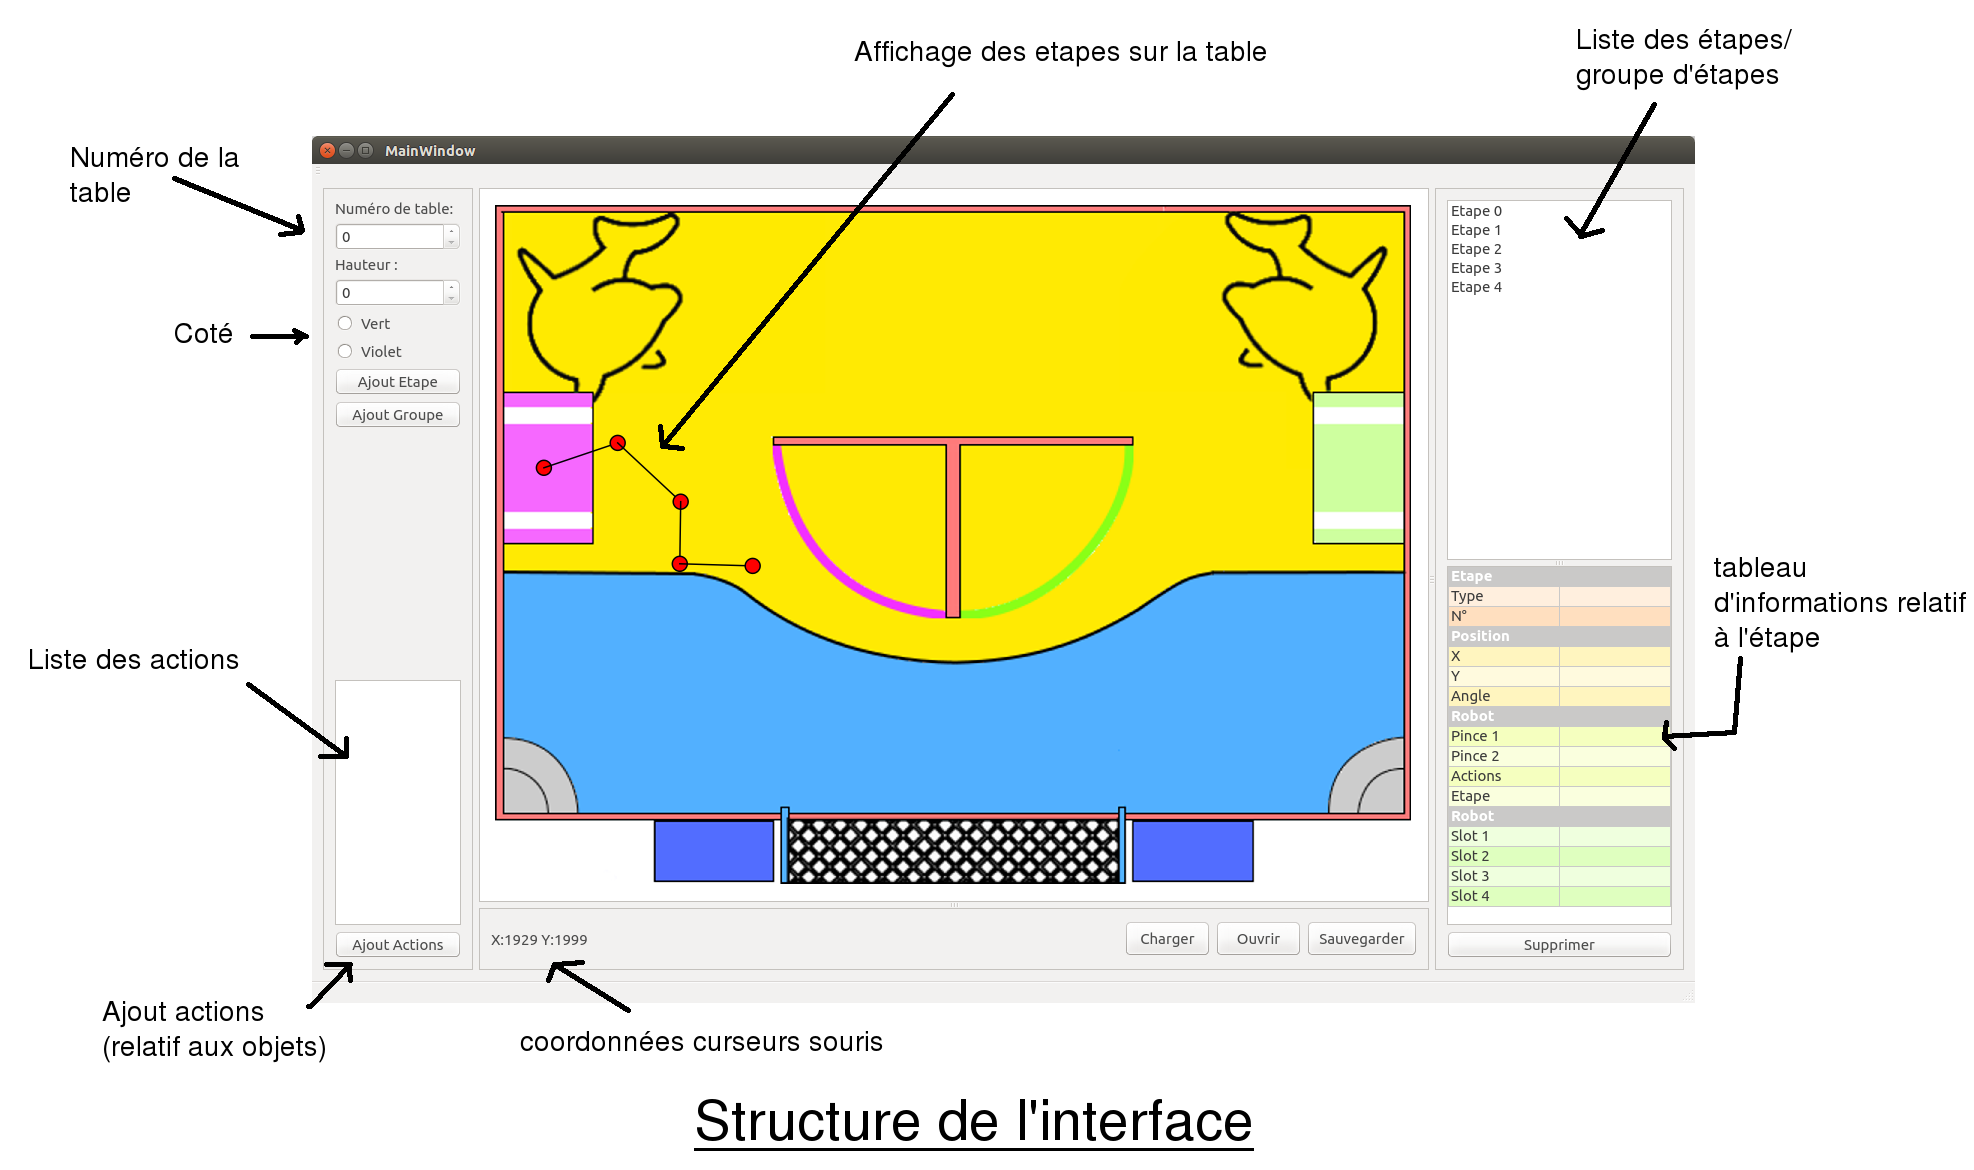 Affichage des etapes sur la table
Liste des étapes/
groupe d'étapes
Numéro de la
table
Coté
Liste des actions
Ajout actions
(relatif aux objets)
MainWindow
Numéro de table:
0
Hauteur :
0
Vert
Violet
Ajout Etape
Ajout Groupe
Ajout Actions
X:1929 Y:1999
Charger
Ouvrir
Sauvegarder
Etape 0
Etape 1
Etape 2
Etape 3
Etape 4
Etape
Type
N°
Position
X
Y
Angle
Robot
Pince 1
Pince 2
Actions
Etape
Robot
Slot 1
Slot 2
Slot 3
Slot 4
Supprimer
tableau
d'informations relatif
à l'étape
coordonnées curseurs souris
Structure de l'interface